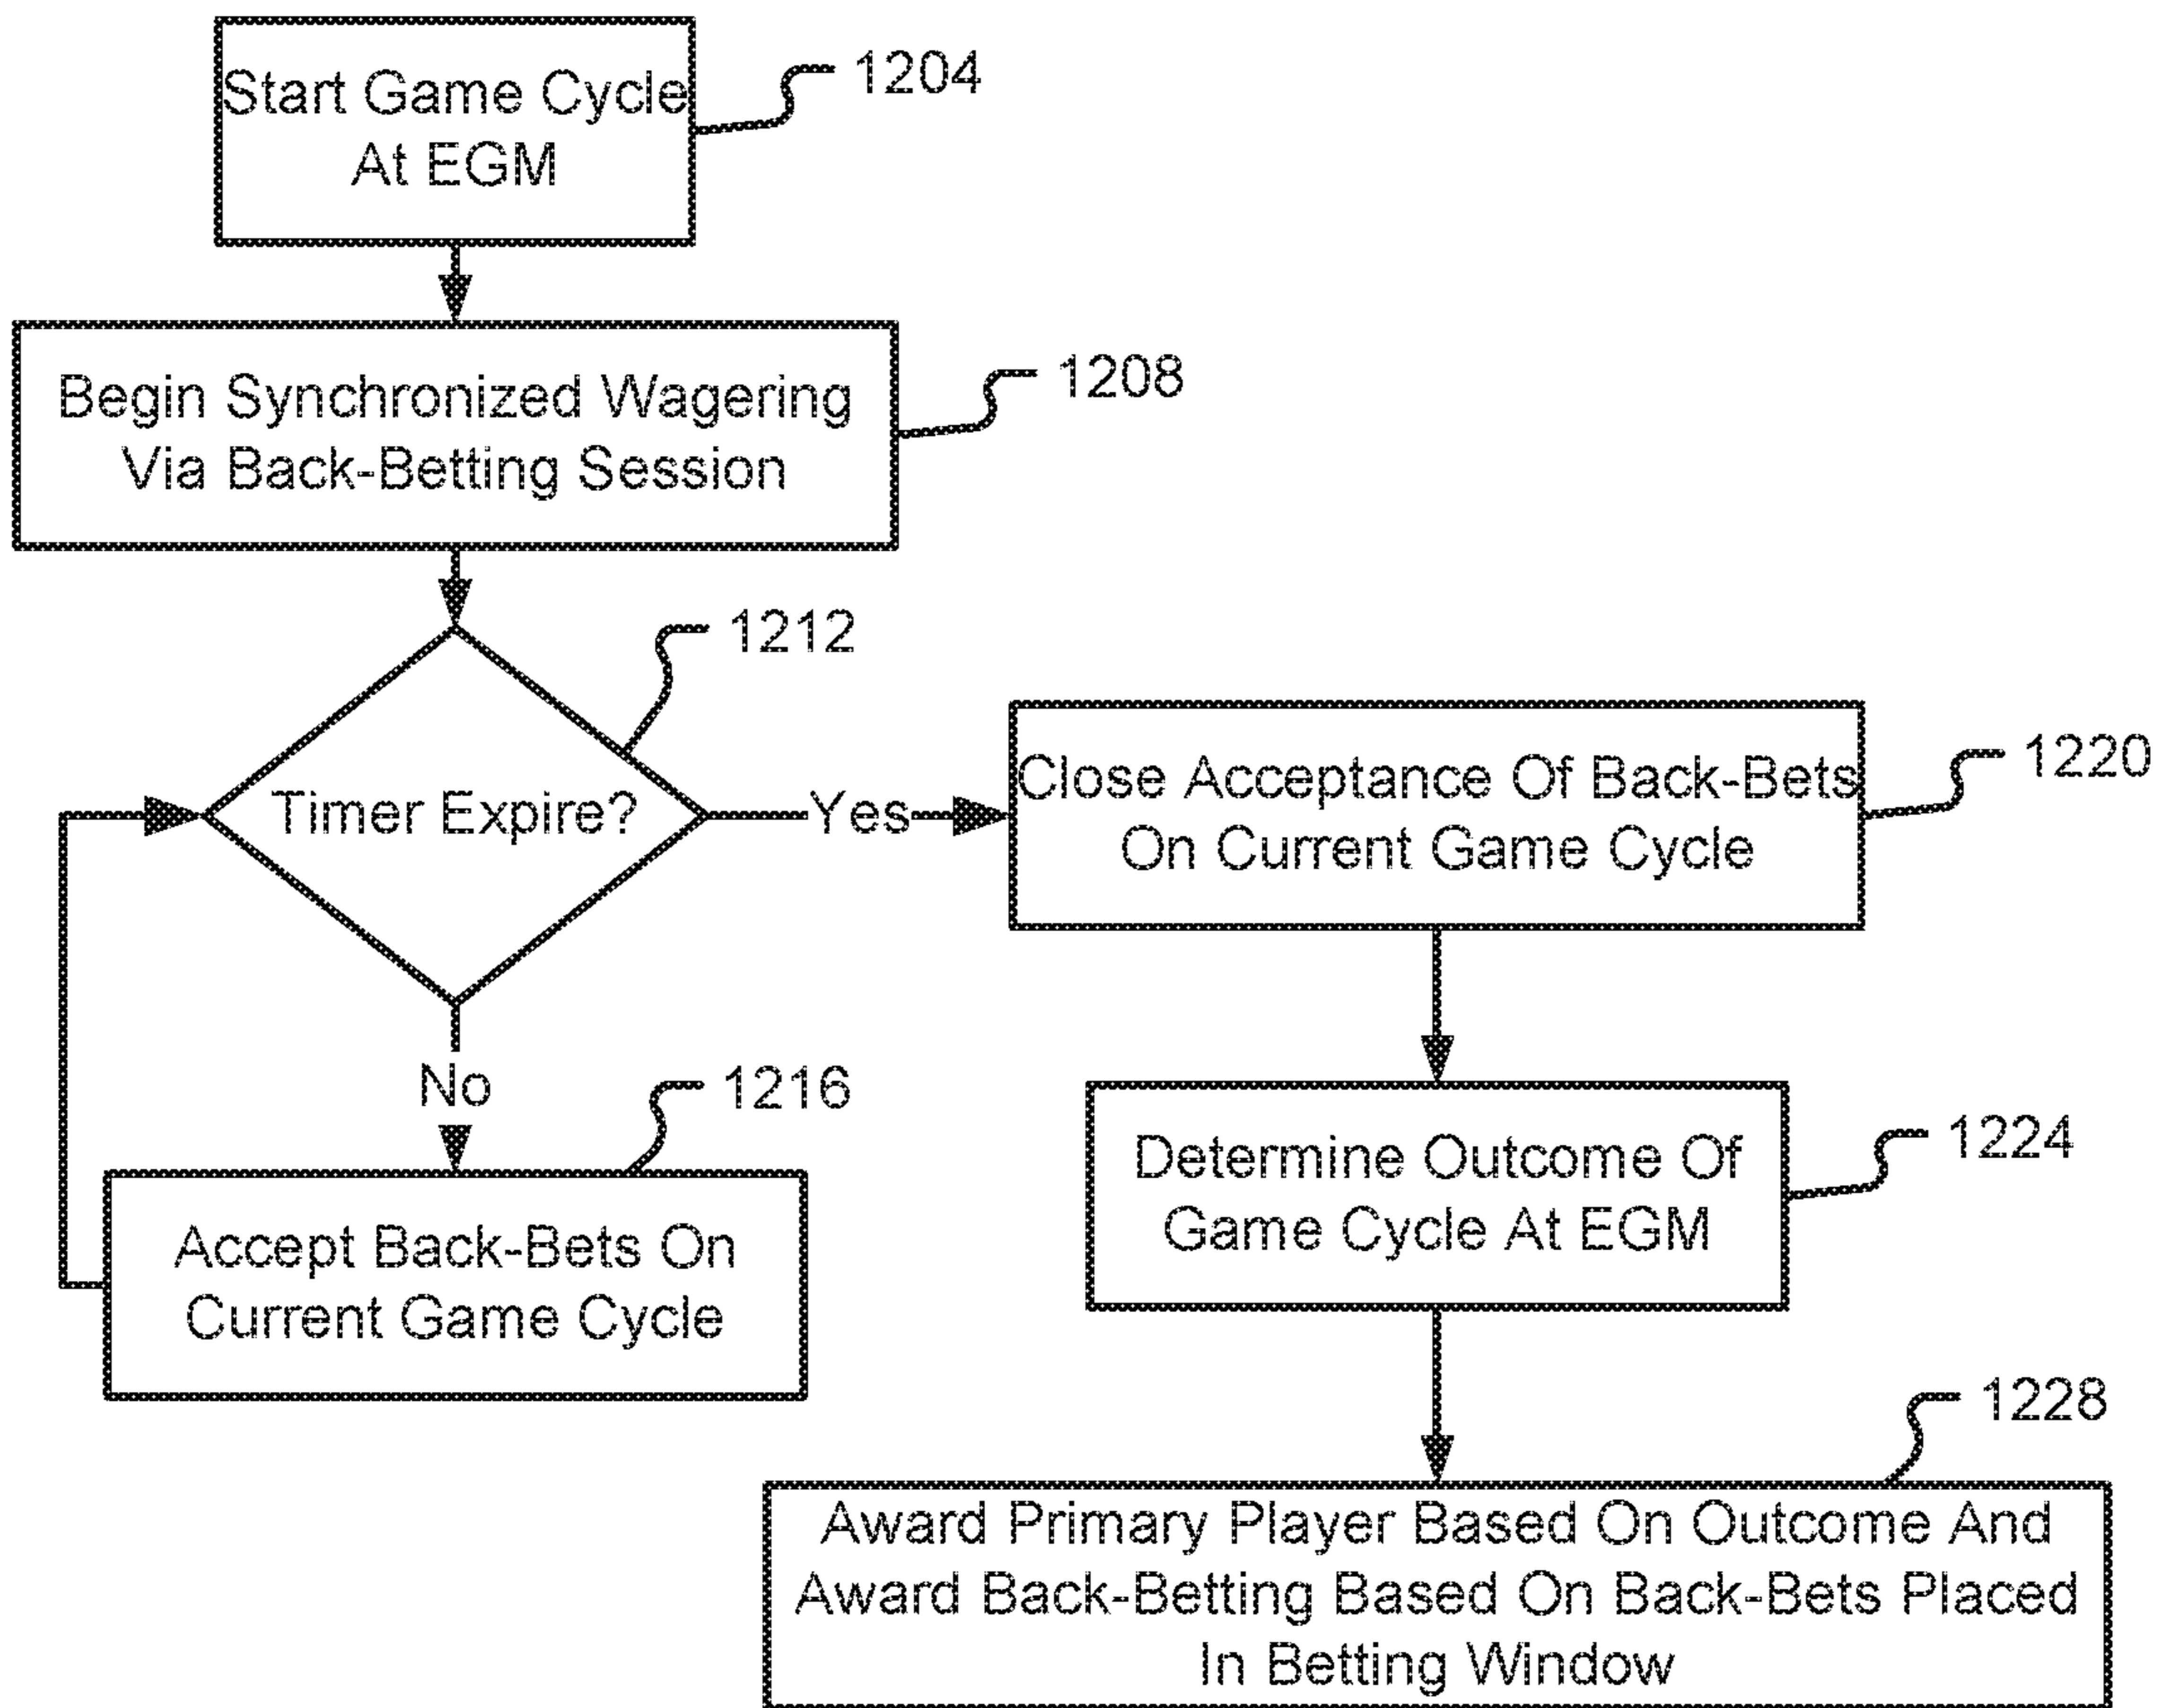 Start Game Cycle
At EGM
1204
Begin Synchronized Wagering
Via Back-Betting Session
1208
1212
Timer Expire?
Yes
Close Acceptance Of Back-Bets
On Current Game Cycle
1220
No
1216
Accept Back-Bets On
Current Game Cycle
Determine Outcome Of
Game Cycle At EGM
1224
1228
Award Primary Player Based On Outcome And
Award Back-Betting Based On Back-Bets Placed
In Betting Window